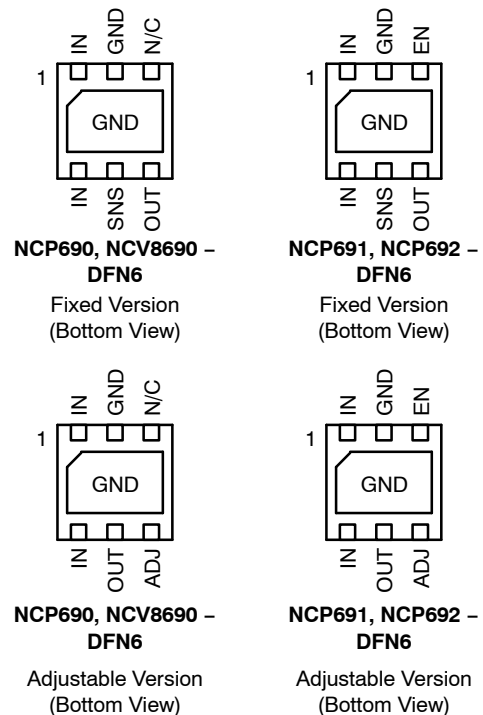 IN GND N/C
1
GND
IN SNS OUT
NCP690, NCV8690 −
DFN6
Fixed Version
(Bottom View)
IN GND EN
1
GND
IN SNS OUT
NCP691, NCP692 −
DFN6
Fixed Version
(Bottom View)
IN GND N/C
1
GND
IN OUT ADJ
NCP690, NCV8690 −
DFN6
Adjustable Version
(Bottom View)
IN GND EN
1
GND
IN OUT ADJ
NCP691, NCP692 −
DFN6
Adjustable Version
(Bottom View)